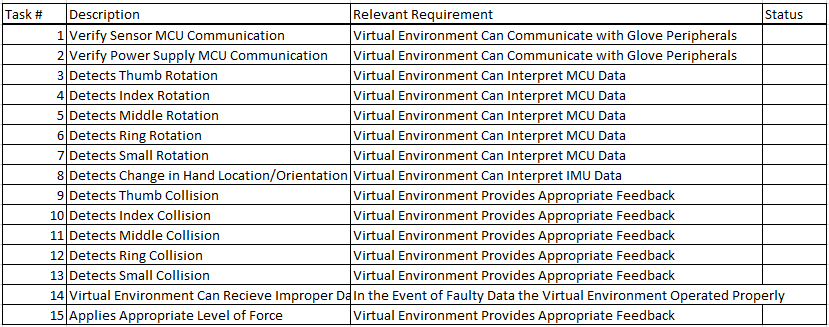 Task # Description Relevant Requirement Status
1 Verify Sensor MCU Communication Virtual Environment Can Communicate with Glove Peripherals
2 Verify Power Supply MCU Communication Virtual Environment Can Communicate with Glove Peripherals
3 Detects Thumb Rotation Virtual Environment Can Interpret MCU Data
4 Detects Index Rotation Virtual Environment Can Interpret MCU Data
5 Detects Middle Rotation Virtual Environment Can Interpret MCU Data
6 Detects Ring Rotation Virtual Environment Can Interpret MCU Data
7 Detects Small Rotation Virtual Environment Can Interpret MCU Data
8 Detects Change in Hand Location/Orientation Virtual Environment Can Interpret IMU Data
9 Detects Thumb Collision Virtual Environment Provides Appropriate Feedback
10 Detects Index Collision Virtual Environment Provides Appropriate Feedback
11 Detects Middle Collision Virtual Environment Provides Appropriate Feedback
12 Detects Ring Collision Virtual Environment Provides Appropriate Feedback
13 Detects Small Collision Virtual Environment Provides Appropriate Feedback
14 Virtual Environment Can Recieve Improper Da In the Event of Faulty Data the Virtual Environment Operated Properly
15 Applies Appropriate Level of Force Virtual Environment Provides Appropriate Feedback